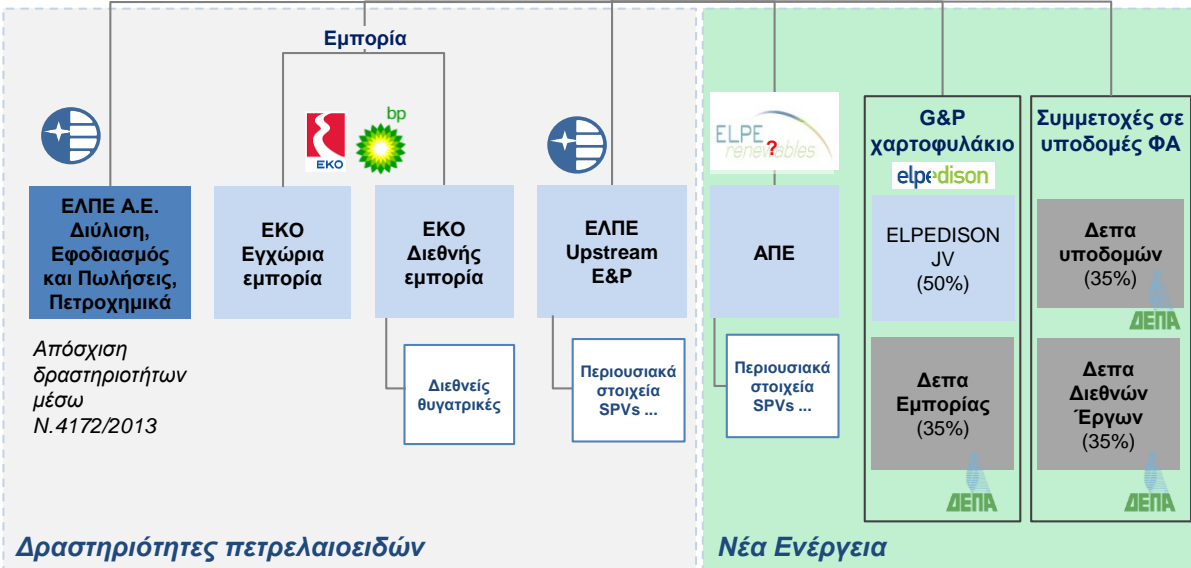 Εμπορία
bp
ΕΚΟ
ELPE
renewables
?
G&P
χαρτοφυλάκιο
elpedison
Συμμετοχές σε
υποδομές ΦΑ
ΕΛΠΕ Α.Ε.
Διύλιση,
Εφοδιασμός
και Πωλήσεις,
Πετροχημικά
ΕΚΟ
Εγχώρια
εμπορία
ΕΚΟ
Διεθνής
εμπορία
ΕΛΠΕ
Upstream
E&P
ΑΠΕ
ELPEDISON
JV
(50%)
Δεπα
υποδομών
(35%)
ΔΕΠΑ
Απόσχιση
δραστηριοτήτων
μέσω
Ν.4172/2013
Διεθνείς
θυγατρικές
Περιουσιακά
στοιχεία
SPVs ...
Περιουσιακά
στοιχεία
SPVs ...
Δεπα
Εμπορίας
(35%)
ΔΕΠΑ
Δεπα
Διεθνών
Έργων
(35%)
ΔΕΠΑ
Δραστηριότητες πετρελαιοειδών
Νέα Ενέργεια